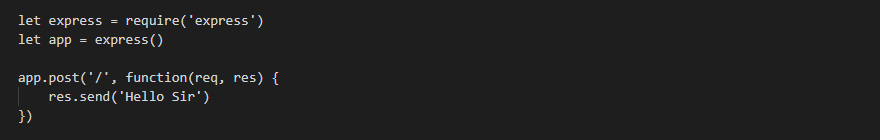 let express = require('express')
let app = express()
app.post('/', function(req, res) {
    res.send('Hello Sir')
})